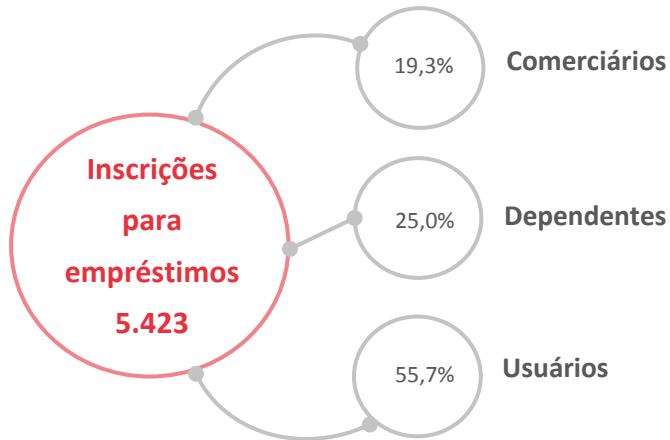 Inscrições
para
empréstimos
5.423
19,3%
Comerciários
25,0%
Dependentes
55,7%
Usuários